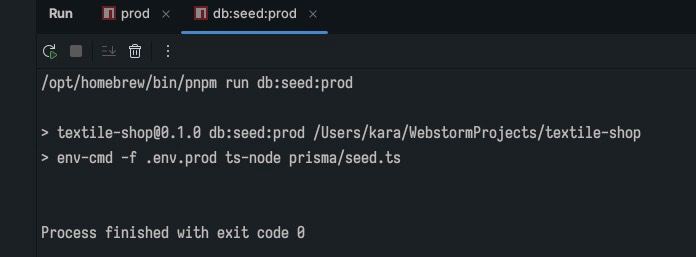 Run
prod
db:seed:prod
/opt/homebrew/bin/pnpm run db:seed:prod
> textile-shop@0.1.0 db:seed:prod /Users/kara/WebstormProjects/textile-shop
> env-cmd -f .env.prod ts-node prisma/seed.ts
Process finished with exit code 0